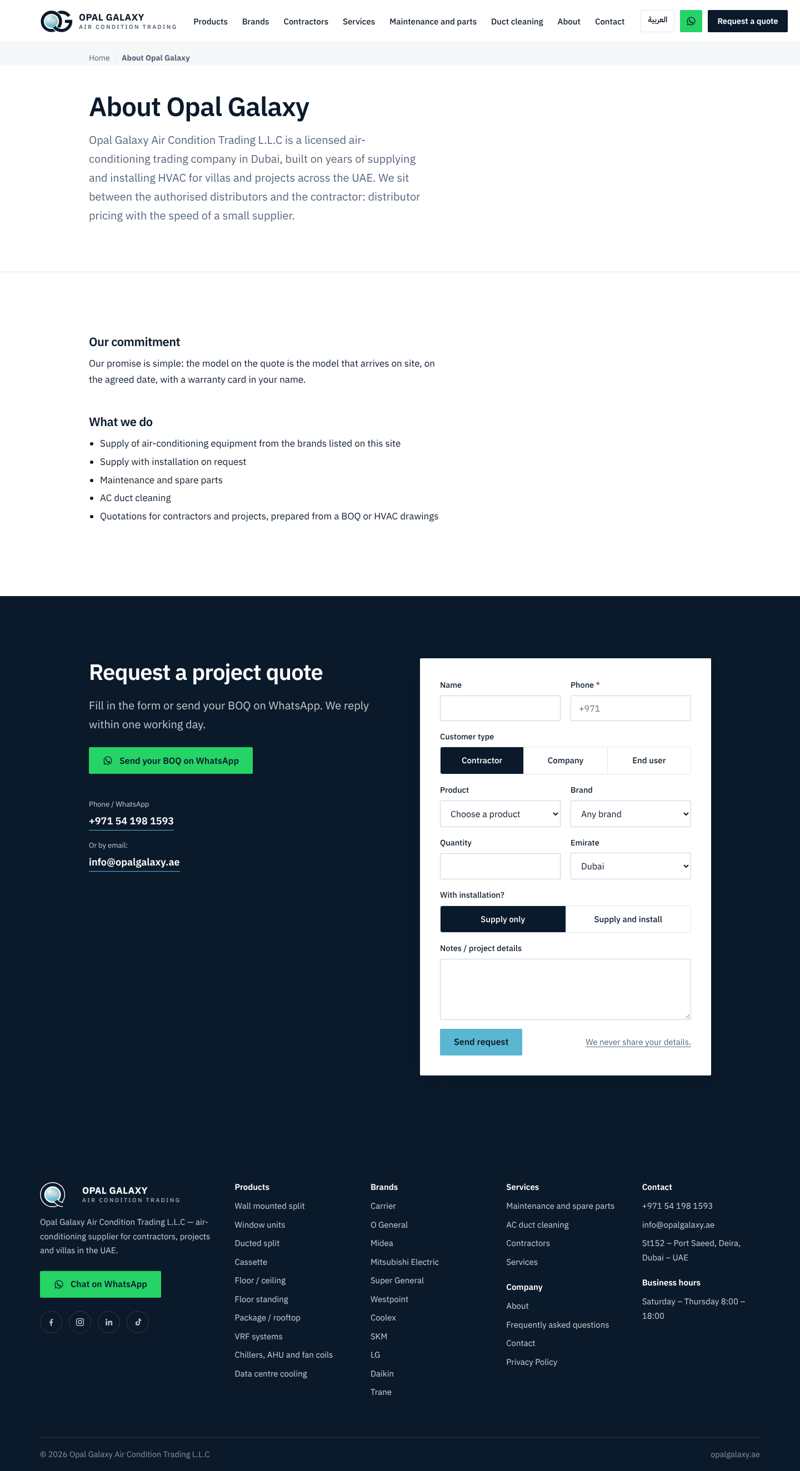 OPAL GALAXY
AIR CONDITION TRADING
Products Brands Contractors Services Maintenance and parts Duct cleaning About Contact العربية Request a quote
Home About Opal Galaxy
About Opal Galaxy
Opal Galaxy Air Condition Trading L.L.C is a licensed air-
conditioning trading company in Dubai, built on years of supplying
and installing HVAC for villas and projects across the UAE. We sit
between the authorised distributors and the contractor: distributor
pricing with the speed of a small supplier.
Our commitment
Our promise is simple: the model on the quote is the model that arrives on site, on
the agreed date, with a warranty card in your name.
What we do
Supply of air-conditioning equipment from the brands listed on this site
Supply with installation on request
Maintenance and spare parts
AC duct cleaning
Quotations for contractors and projects, prepared from a BOQ or HVAC drawings
Request a project quote
Fill in the form or send your BOQ on WhatsApp. We reply
within one working day.
Send your BOQ on WhatsApp
Phone / WhatsApp
+971 54 198 1593
Or by email:
info@opalgalaxy.ae
Name Phone *
+971
Customer type
Contractor Company End user
Product Brand
Choose a product Any brand
Quantity Emirate
Dubai
With installation?
Supply only Supply and install
Notes / project details
Send request We never share your details.
OPAL GALAXY
AIR CONDITION TRADING
Opal Galaxy Air Condition Trading L.L.C — air-
conditioning supplier for contractors, projects
and villas in the UAE.
Chat on WhatsApp
Products
Wall mounted split
Window units
Ducted split
Cassette
Floor / ceiling
Floor standing
Package / rooftop
VRF systems
Chillers, AHU and fan coils
Data centre cooling
Brands
Carrier
O General
Midea
Mitsubishi Electric
Super General
Westpoint
Coolex
SKM
LG
Daikin
Trane
Services
Maintenance and spare parts
AC duct cleaning
Contractors
Services
Company
About
Frequently asked questions
Contact
Privacy Policy
Contact
+971 54 198 1593
info@opalgalaxy.ae
St152 – Port Saeed, Deira,
Dubai – UAE
Business hours
Saturday – Thursday 8:00 –
18:00
© 2026 Opal Galaxy Air Condition Trading L.L.C opalgalaxy.ae